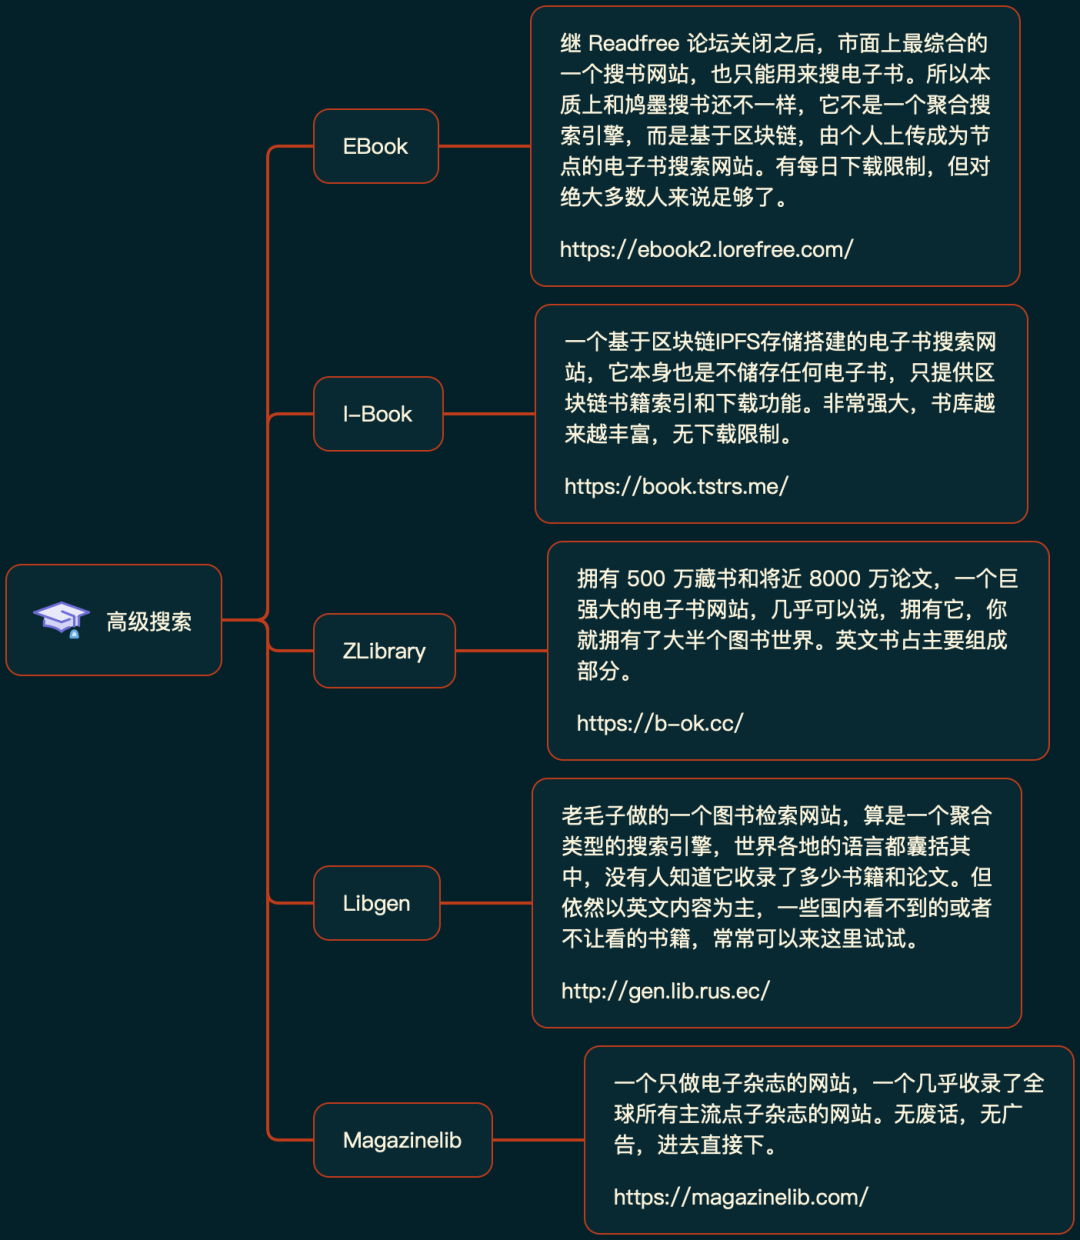 高级搜索
EBook
继 Readfree 论坛关闭之后，市面上最综合的
一个搜书网站，也只能用来搜电子书。所以本
质上和鸠墨搜书还不一样，它不是一个聚合搜
索引擎，而是基于区块链，由个人上传成为节
点的电子书搜索网站。有每日下载限制，但对
绝大多数人来说足够了。
https://ebook2.lorefree.com/
I-Book
一个基于区块链IPFS存储搭建的电子书搜索网
站，它本身也是不储存任何电子书，只提供区
块链书籍索引和下载功能。非常强大，书库越
来越丰富，无下载限制。
https://book.tstrs.me/
ZLibrary
拥有 500 万藏书和将近 8000 万论文，一个巨
强大的电子书网站，几乎可以说，拥有它，你
就拥有了大半个图书世界。英文书占主要组成
部分。
https://b-ok.cc/
Libgen
老毛子做的一个图书检索网站，算是一个聚合
类型的搜索引擎，世界各地的语言都囊括其
中，没有人知道它收录了多少书籍和论文。但
依然以英文内容为主，一些国内看不到的或者
不让看的书籍，常常可以来这里试试。
http://gen.lib.rus.ec/
Magazinelib
一个只做电子杂志的网站，一个几乎收录了全
球所有主流点子杂志的网站。无废话，无广
告，进去直接下。
https://magazinelib.com/